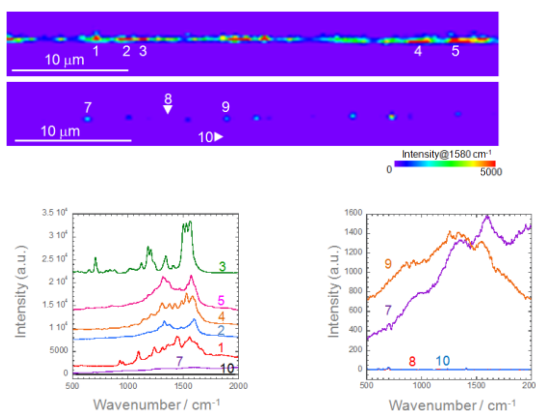 1 2 3 4 5
10 μm
7 8 9
10
10 μm
Intensity@1580 cm-1
0 5000
3.5 10⁴
3 10⁴
2.5 10⁴
2 10⁴
1.5 10⁴
1 10⁴
5000
0
Intensity (a.u.)
3
5
4
2
1
7
10
500 1000 1500 2000
Wavenumber / cm-1
1600
1400
1200
1000
800
600
400
200
0
Intensity (a.u.)
9
7
8 10
500 1000 1500 200
Wavenumber / cm-1